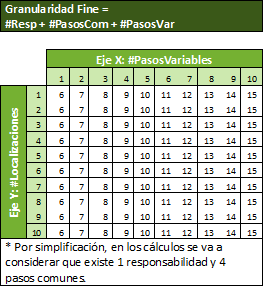 Granularidad Fine =
#Resp + #PasosCom + #PasosVar
Eje X: #PasosVariables
1 2 3 4 5 6 7 8 9 10
Eje Y: #Localizaciones
1 6 7 8 9 10 11 12 13 14 15
2 6 7 8 9 10 11 12 13 14 15
3 6 7 8 9 10 11 12 13 14 15
4 6 7 8 9 10 11 12 13 14 15
5 6 7 8 9 10 11 12 13 14 15
6 6 7 8 9 10 11 12 13 14 15
7 6 7 8 9 10 11 12 13 14 15
8 6 7 8 9 10 11 12 13 14 15
9 6 7 8 9 10 11 12 13 14 15
10 6 7 8 9 10 11 12 13 14 15
* Por simplificación, en los cálculos se va a
considerar que existe 1 responsabilidad y 4
pasos comunes.